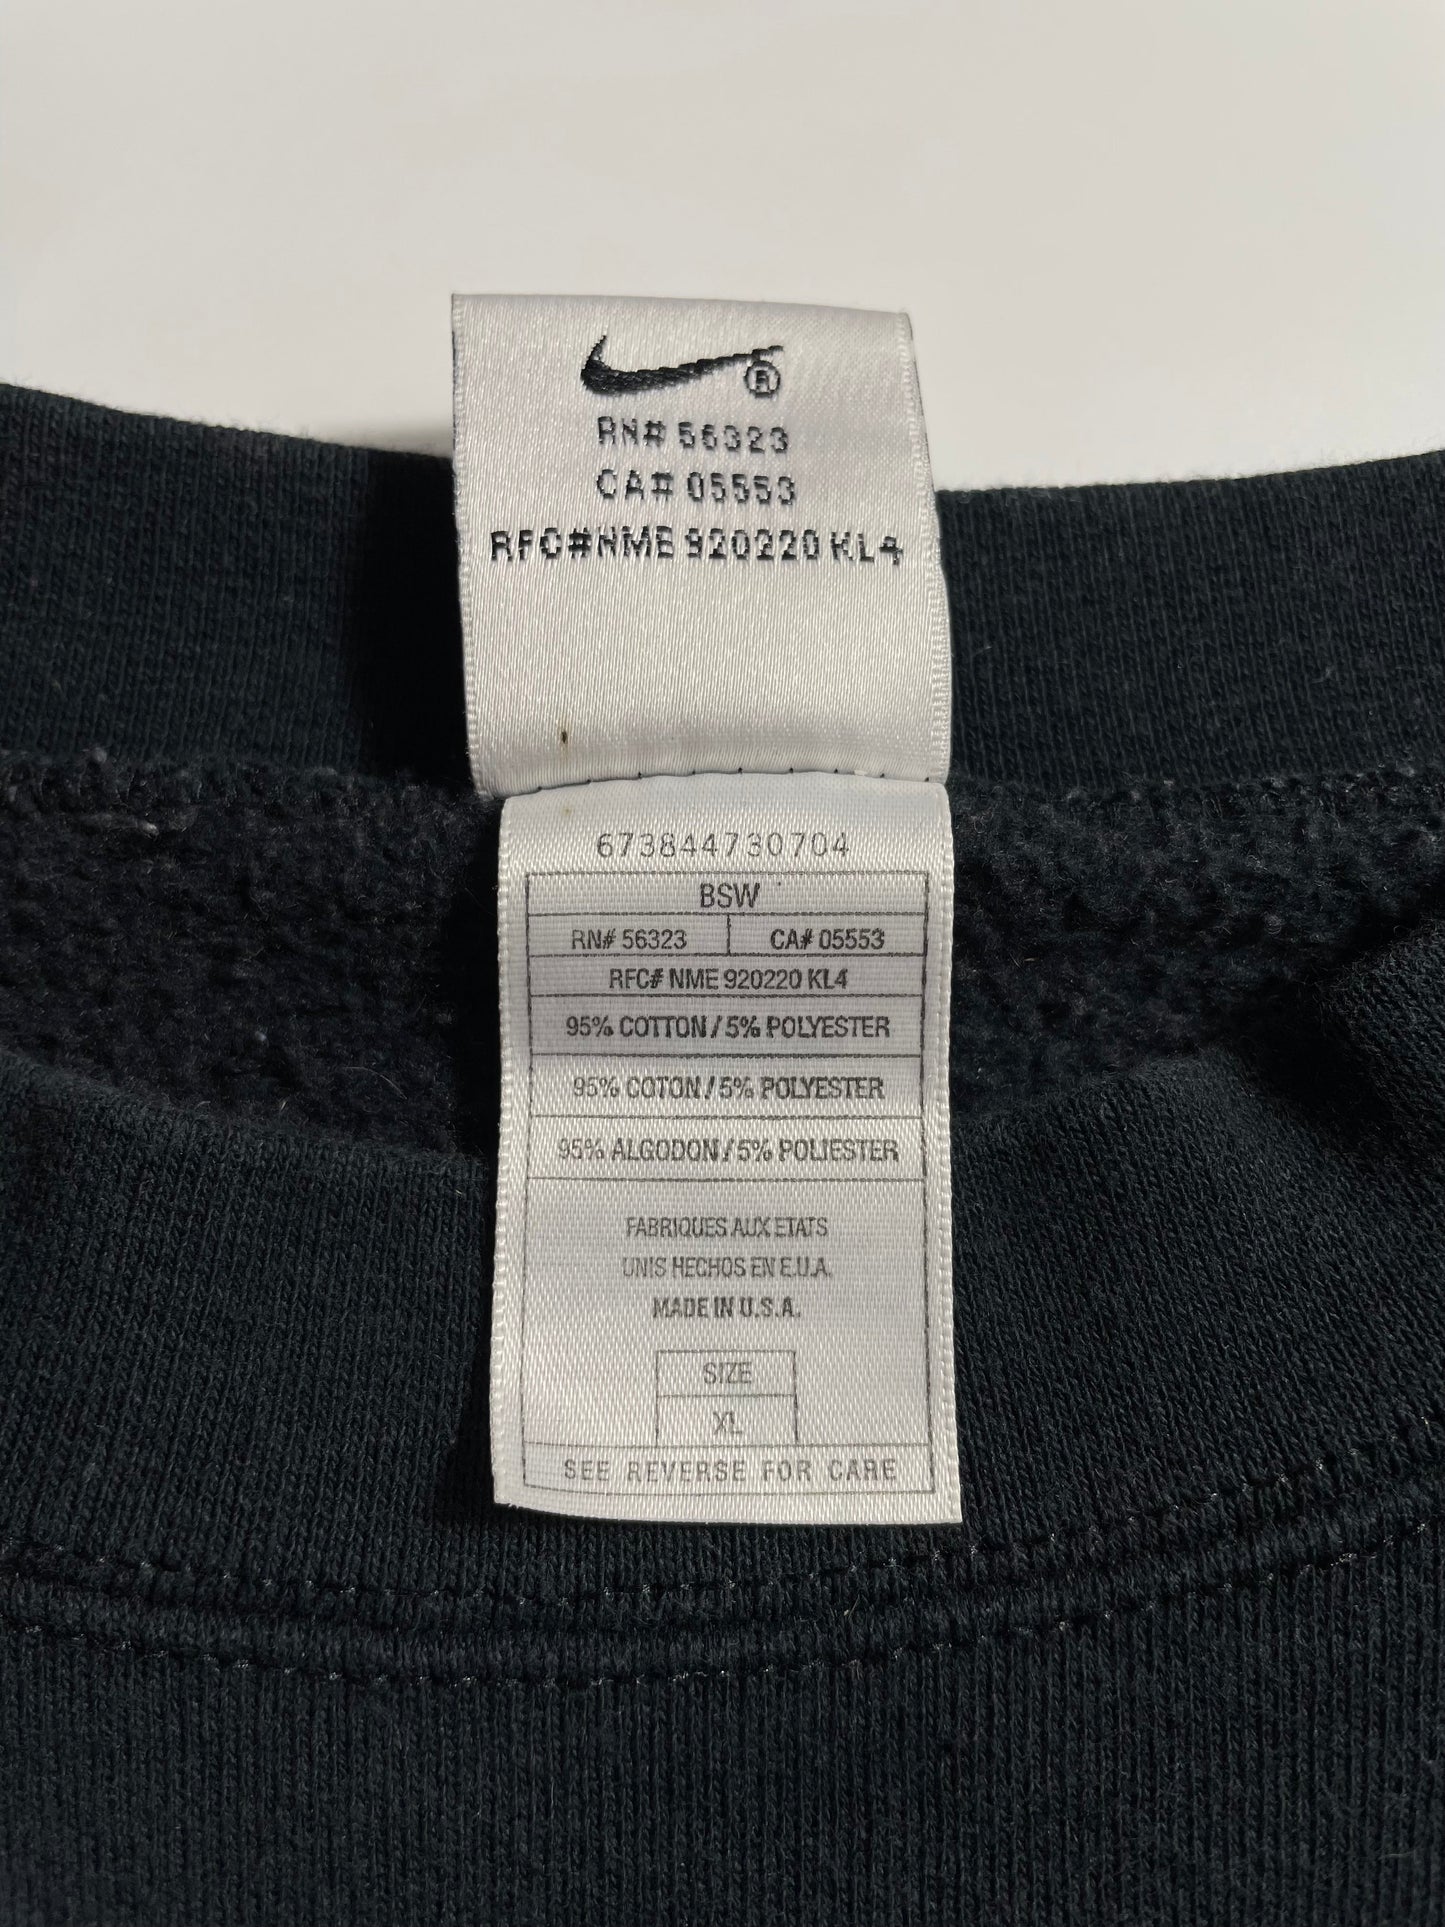 ®
RN# 56323
CA# 05553
RFC#NME 920220 KL4
673844730704
BSW
RN# 56323 CA# 05553
RFC# NME 920220 KL4
95% COTTON / 5% POLYESTER
95% COTON / 5% POLYESTER
95% ALGODON / 5% POLIESTER
FABRIQUES AUX ETATS
UNIS HECHOS EN E.U.A.
MADE IN U.S.A.
SIZE
XL
SEE REVERSE FOR CARE